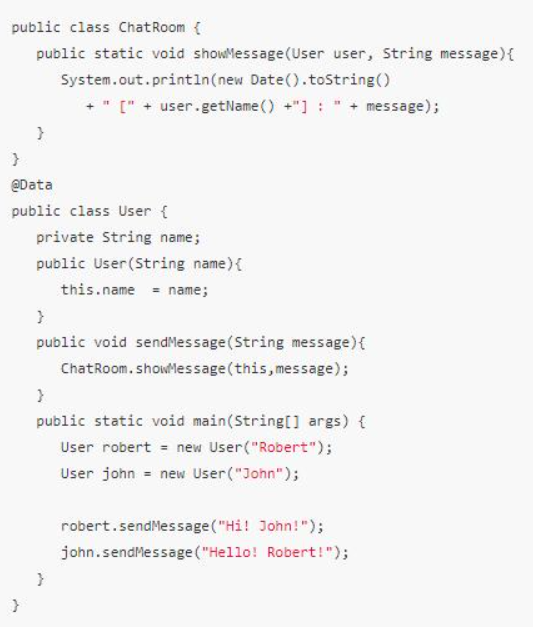 public class ChatRoom {
public static void showMessage(User user, String message){
System.out.println(new Date().toString()
+ " [" + user.getName() +"] : " + message);
}
}
@Data
public class User {
private String name;
public User(String name){
this.name  = name;
}
public void sendMessage(String message){
ChatRoom.showMessage(this,message);
}
public static void main(String[] args) {
User robert = new User("Robert");
User john = new User("John");
robert.sendMessage("Hi! John!");
john.sendMessage("Hello! Robert!");
}
}